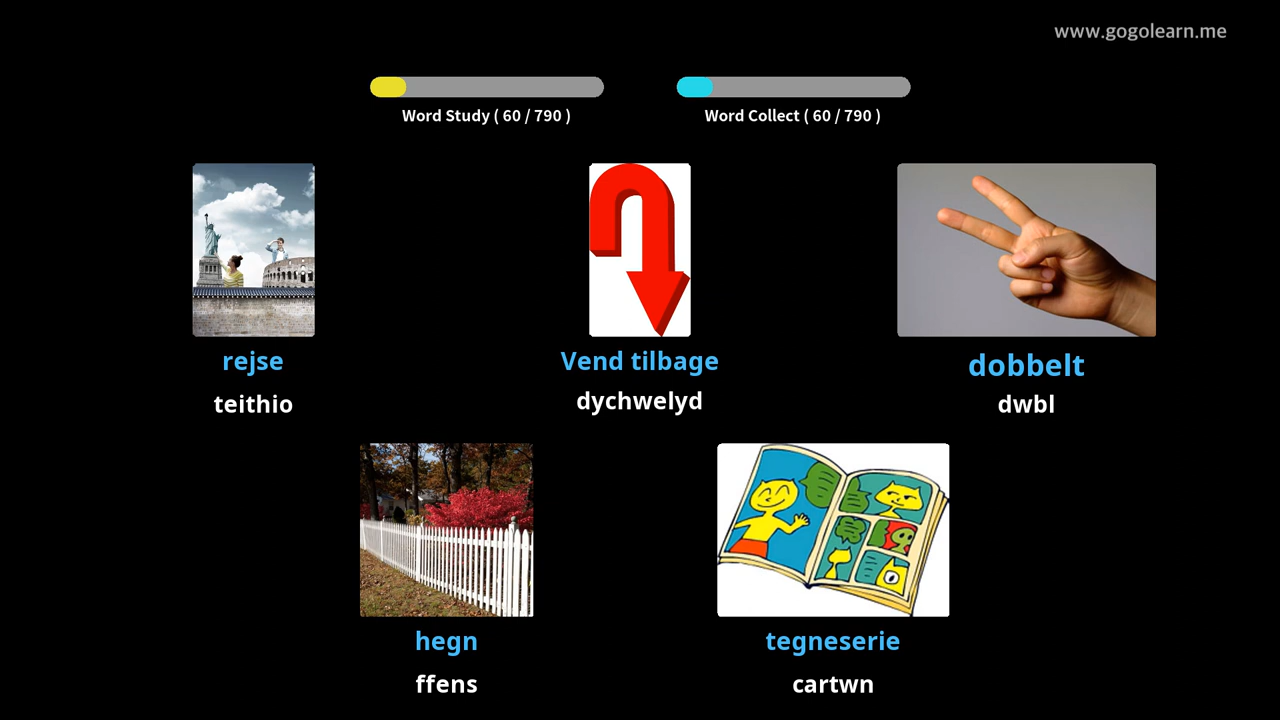 www.gogolearn.me
Word Study ( 60 / 790 )
Word Collect ( 60 / 790 )
rejse
teithio
Vend tilbage
dychwelyd
dobbelt
dwbl
hegn
ffens
tegneserie
cartwn